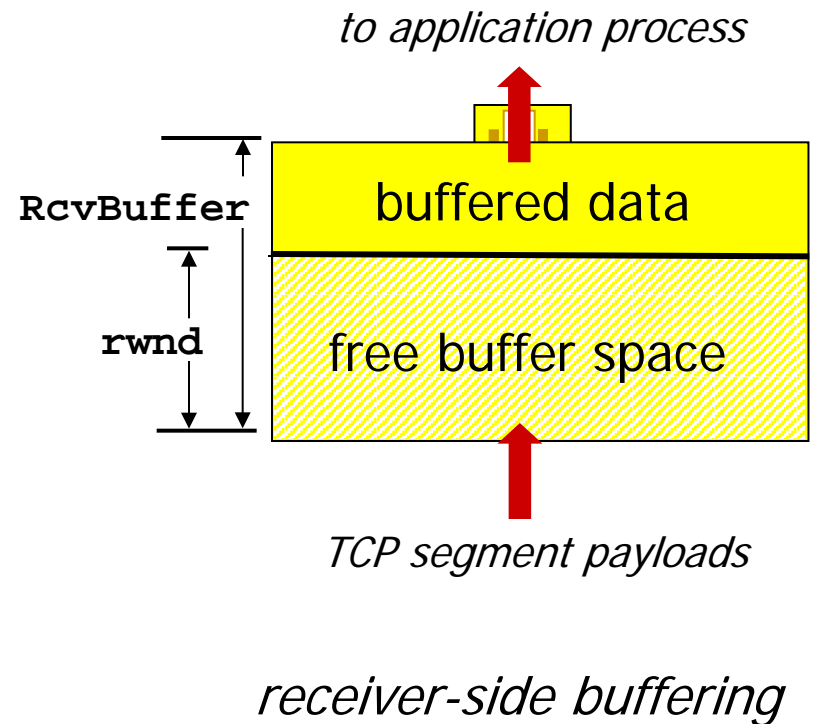 to application process
RcvBuffer
buffered data
rwnd
free buffer space
TCP segment payloads
receiver-side buffering